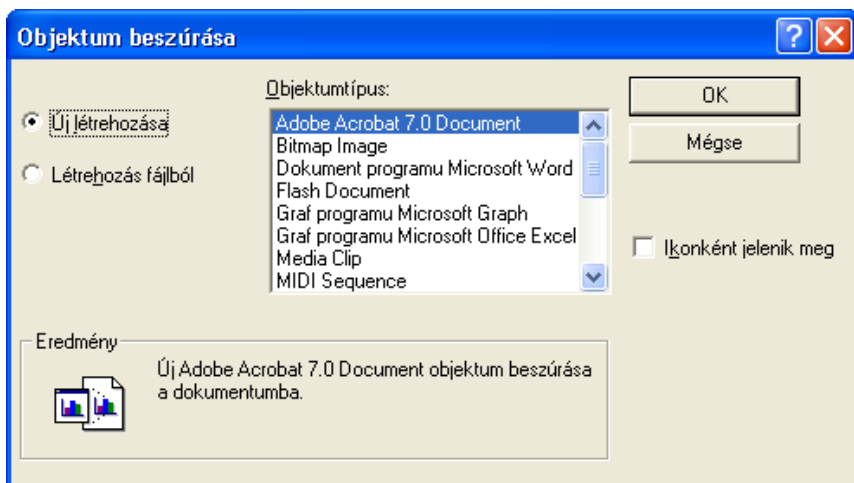 Objektum beszúrása
Objektumtípus:
Új létrehozása
Létrehozás fájlból
Adobe Acrobat 7.0 Document
Bitmap Image
Dokument programu Microsoft Word
Flash Document
Graf programu Microsoft Graph
Graf programu Microsoft Office Excel
Media Clip
MIDI Sequence
OK
Mégse
Ikonként jelenik meg
Eredmény
Új Adobe Acrobat 7.0 Document objektum beszúrása
a dokumentumba.